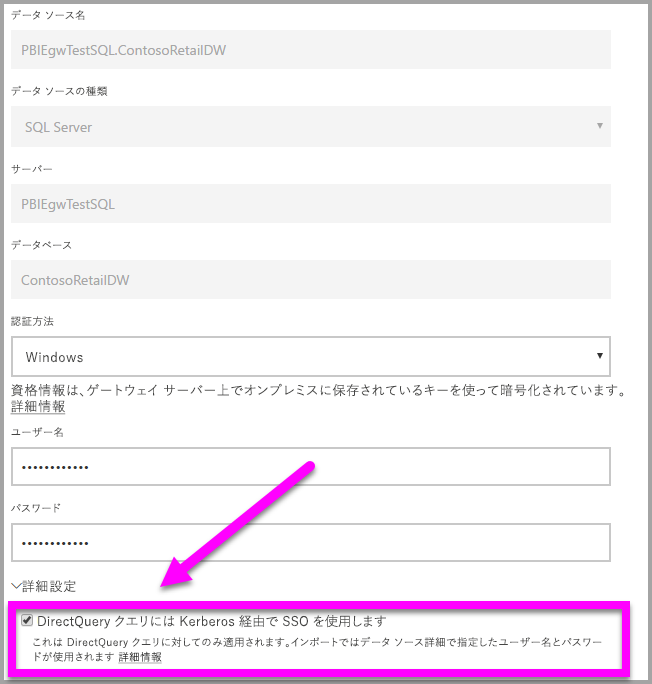 データ ソース名
PBIEgwTestSQL.ContosoRetailDW
データ ソースの種類
SQL Server
サーバー
PBIEgwTestSQL
データベース
ContosoRetailDW
認証方法
Windows
資格情報は、ゲートウェイ サーバー上でオンプレミスに保存されているキーを使って暗号化されています。
詳細情報
ユーザー名
••••••••••••
パスワード
••••••••••••
詳細設定
DirectQuery クエリには Kerberos 経由で SSO を使用します
これは DirectQuery クエリに対してのみ適用されます。インポートではデータ ソース詳細で指定したユーザー名とパスワー
ドが使用されます 詳細情報